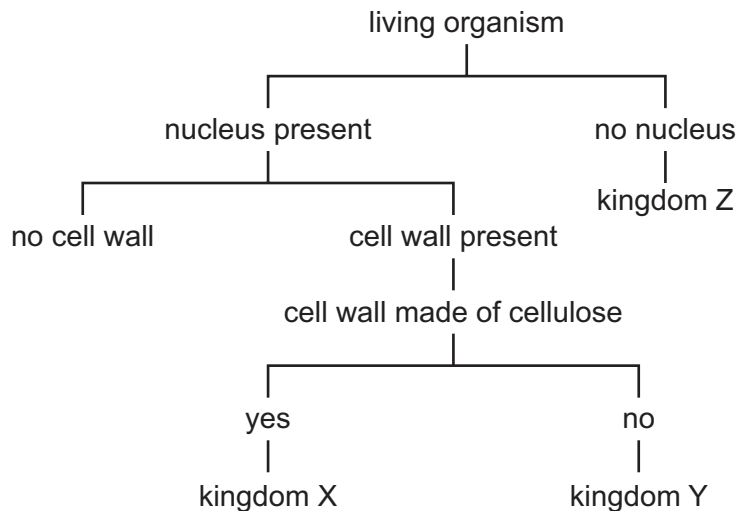 living organism
nucleus present
no nucleus
kingdom Z
no cell wall
cell wall present
cell wall made of cellulose
yes
no
kingdom X
kingdom Y